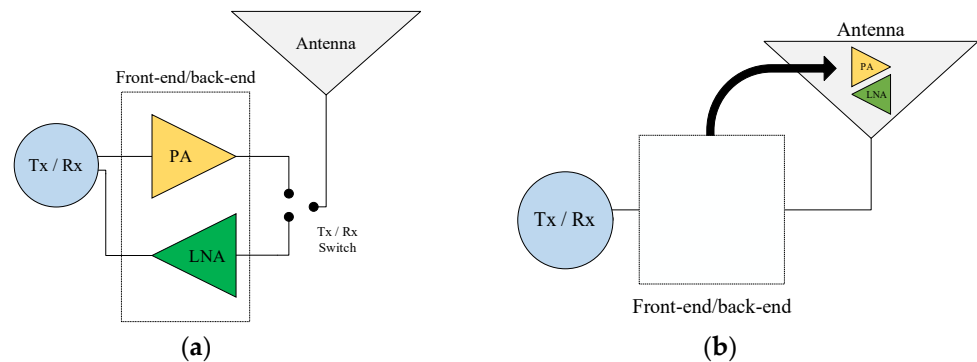 Antenna
Front-end/back-end
PA
Tx / Rx
LNA
Tx / Rx
Switch
(a)
Antenna
PA
LNA
Tx / Rx
Front-end/back-end
(b)